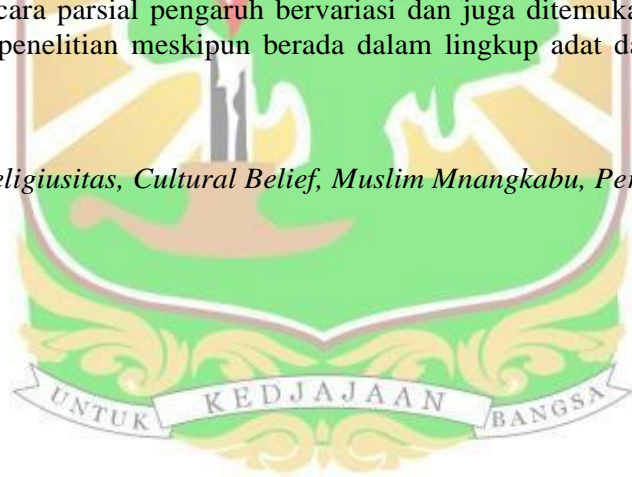 cara parsial pengaruh bervariasi dan juga ditemuka
penelitian meskipun berada dalam lingkup adat da
eligiusitas, Cultural Belief, Muslim Mnangkabu, Per
UNTUK KEDJAJAAN BANGSA